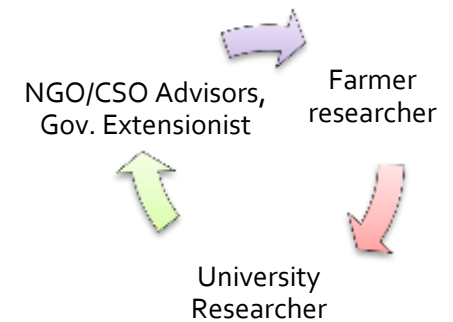 NGO/CSO Advisors,
Gov. Extensionist
Farmer
researcher
University
Researcher